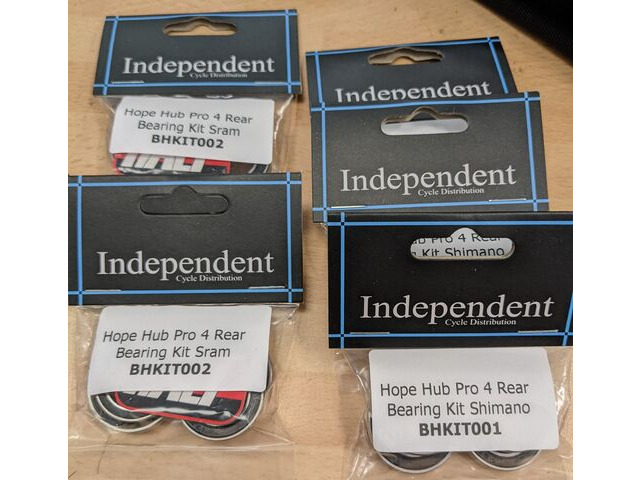 Independent
Cycle Distribution
Hope Hub Pro 4 Rear
Bearing Kit Sram
BHKIT002
Independent
Cycle Distribution
Hope Hub Pro 4 Rear
Bearing Kit Sram
BHKIT002
Independent
Independent
Cycle Distribution
Pro 4 Rear
Kit Shimano
Independent
Cycle Distribution
Hope Hub Pro 4 Rear
Bearing Kit Shimano
BHKIT001